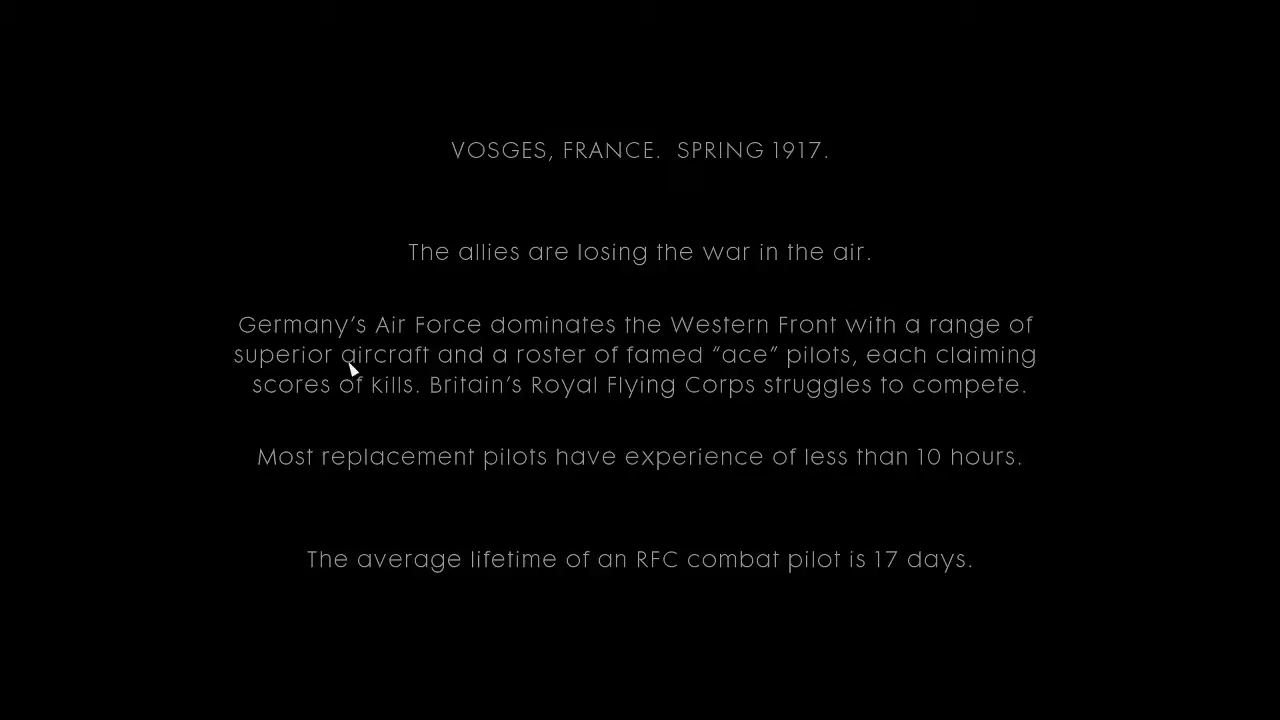 VOSGES, FRANCE.  SPRING 1917.
The allies are losing the war in the air.
Germany’s Air Force dominates the Western Front with a range of
superior aircraft and a roster of famed “ace” pilots, each claiming
scores of kills. Britain’s Royal Flying Corps struggles to compete.
Most replacement pilots have experience of less than 10 hours.
The average lifetime of an RFC combat pilot is 17 days.